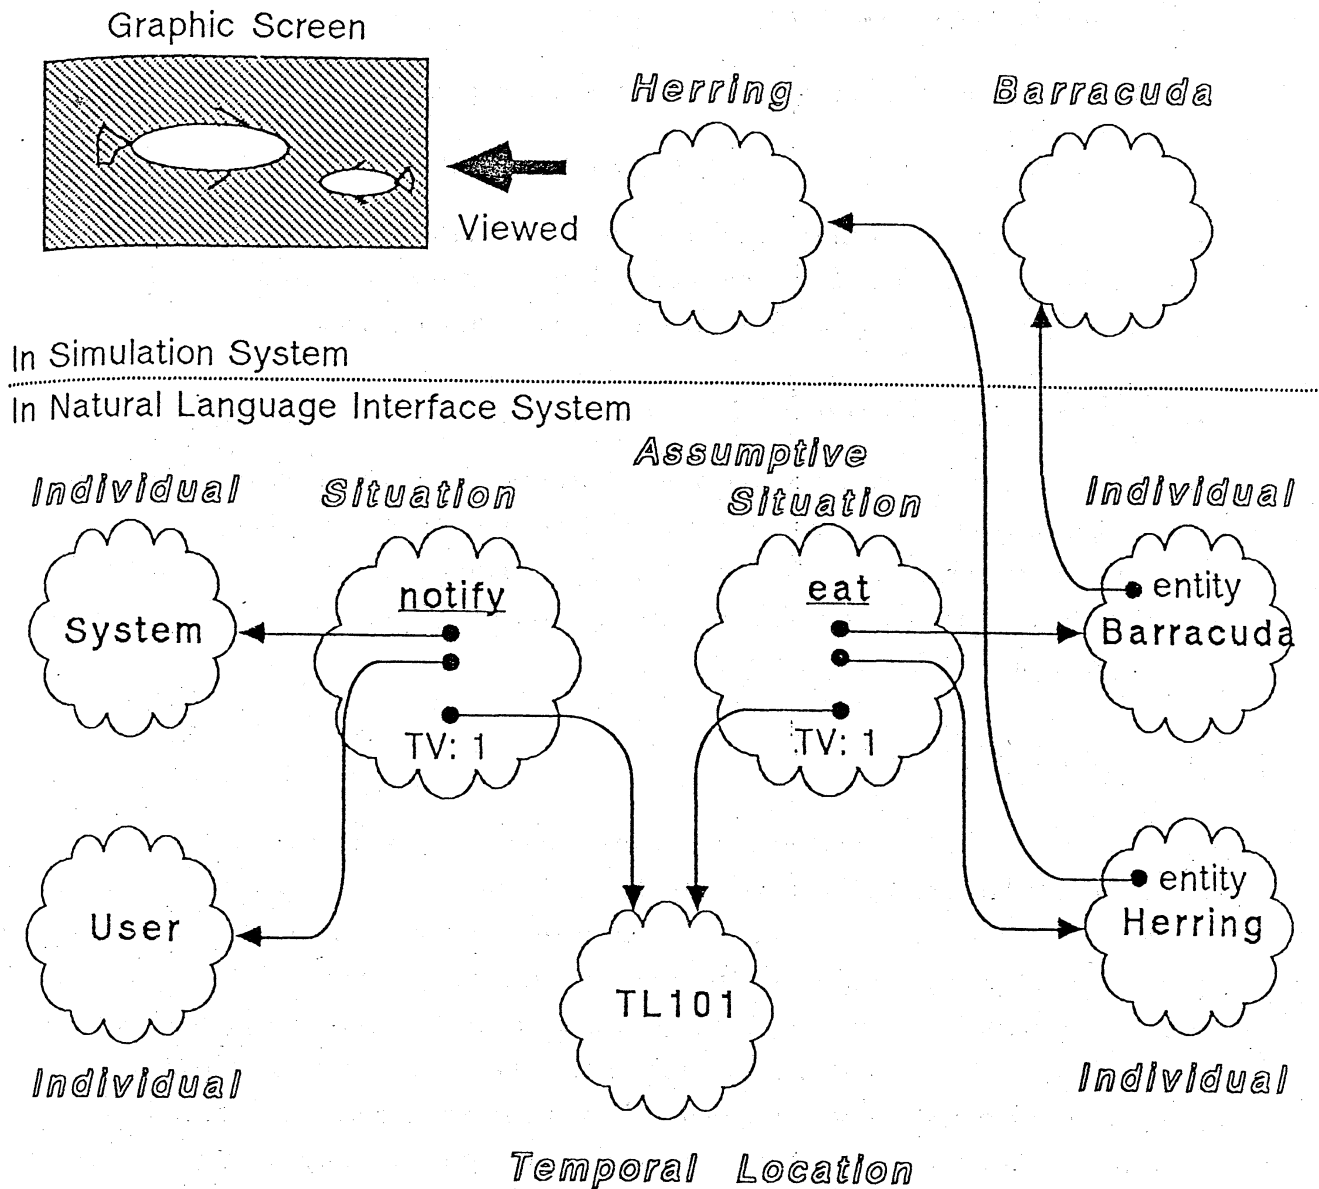 Graphic Screen
Herring
Barracuda
Viewed
In Simulation System
In Natural Language Interface System
Individual
Situation
Assumptive
Situation
Individual
System
notify
TV: 1
eat
TV: 1
entity
Barracuda
User
TL101
entity
Herring
Individual
Individual
Temporal Location